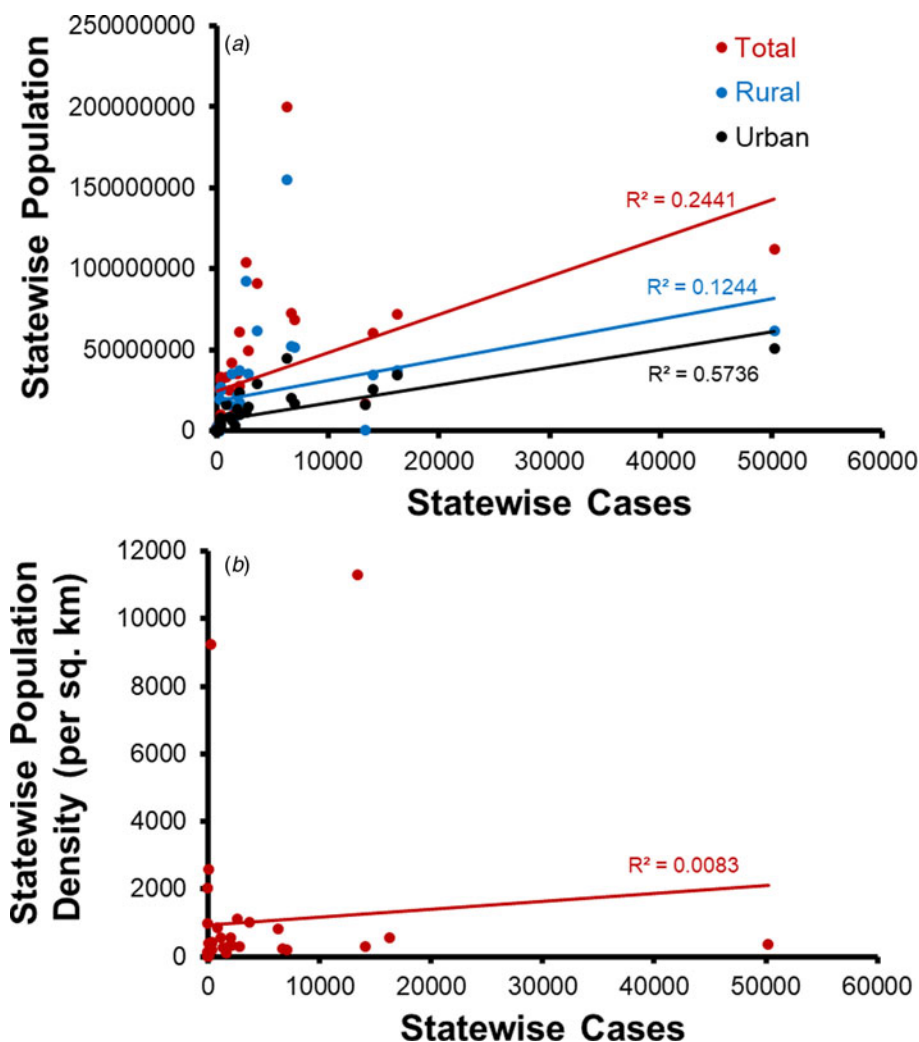 (a)
Total
Rural
Urban
250000000
200000000
150000000
100000000
50000000
0
R² = 0.2441
R² = 0.1244
R² = 0.5736
0 10000 20000 30000 40000 50000 60000
Statewise Population
Statewise Cases
(b)
12000
10000
8000
6000
4000
2000
0
R² = 0.0083
0 10000 20000 30000 40000 50000 60000
Statewise Population
Density (per sq. km)
Statewise Cases